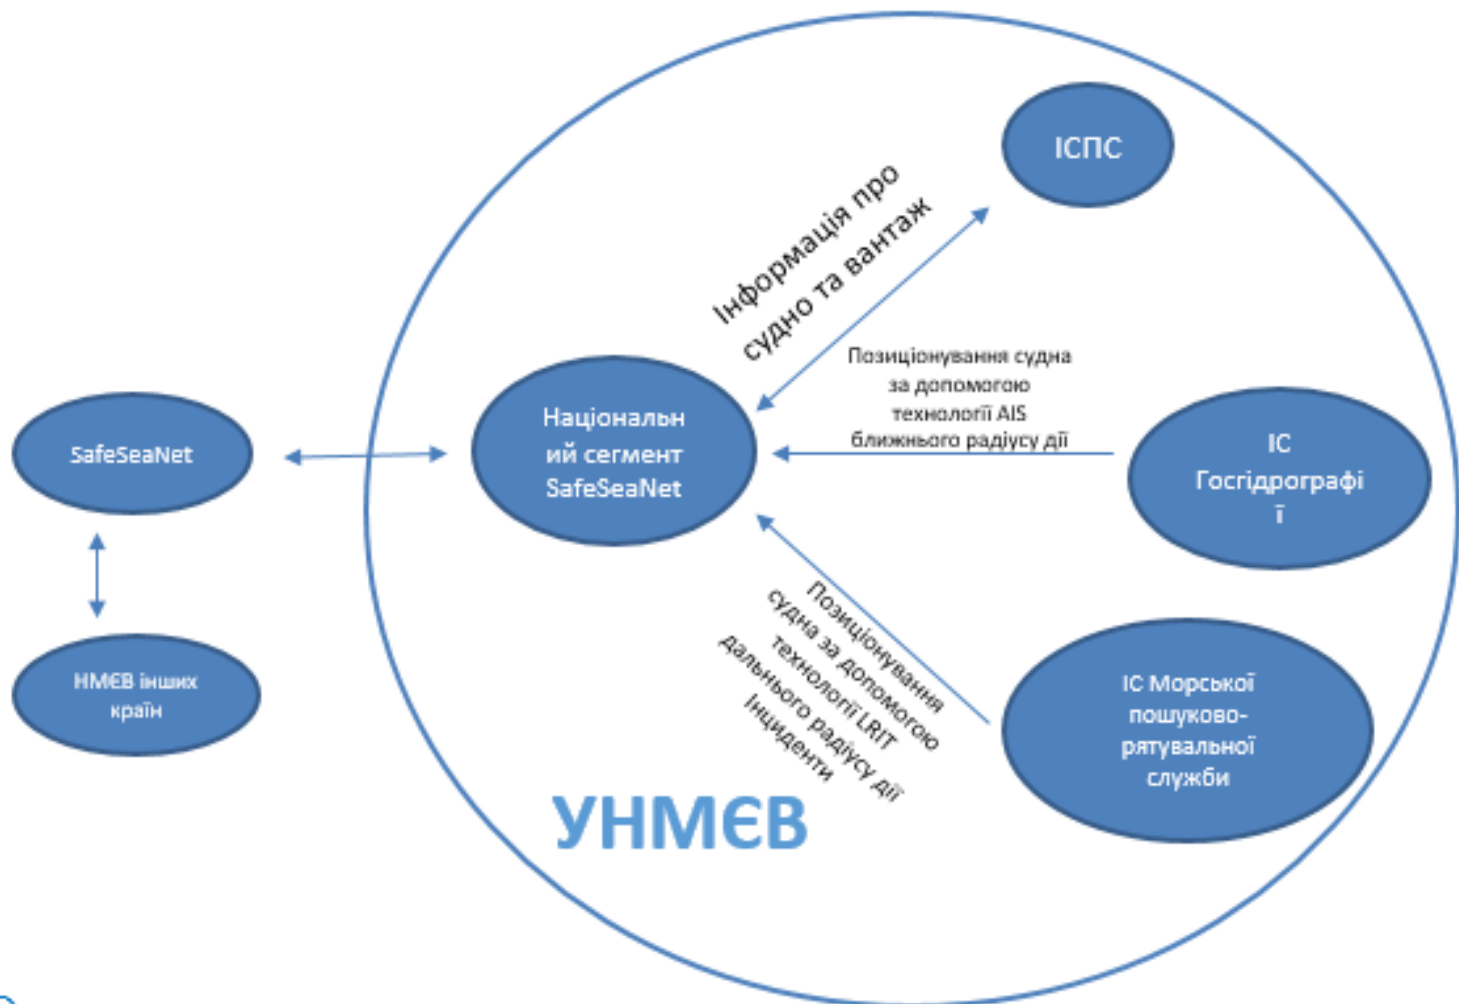 ІСПС
Інформація про
судно та вантаж
Позиціонування судна
за допомогою
технології AIS
ближнього радіусу дії
Національн
ий сегмент
SafeSeaNet
SafeSeaNet
ІС
Госгідрографі
ї
НМЄВ інших
країн
Позиціонування
судна за допомогою
технології LRIT
дальнього радіусу дії
Інциденти
ІС Морської
пошуково-
рятувальної
служби
УНМЄВ